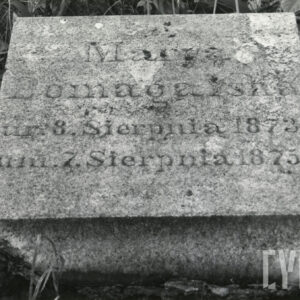 Marya
Domagalska
ur. 8. Sierpnia 1873
um. 7. Sierpnia 1875